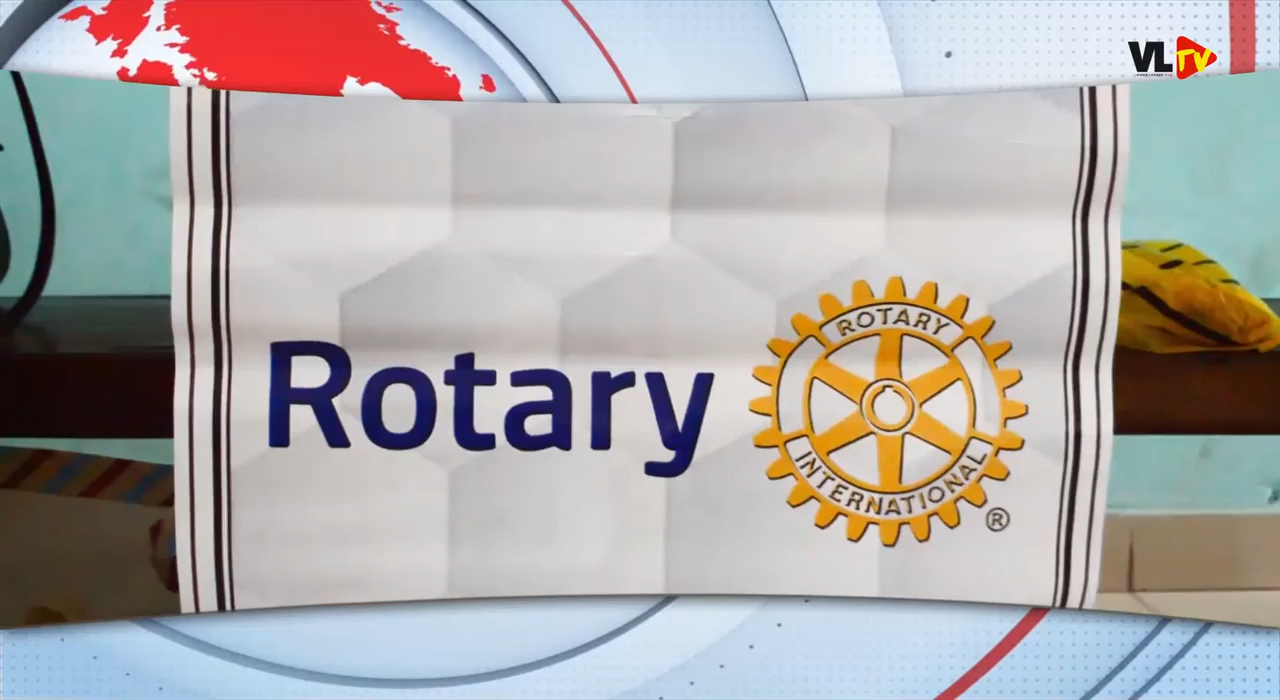 VL TV
Rotary
ROTARY
INTERNATIONAL
®